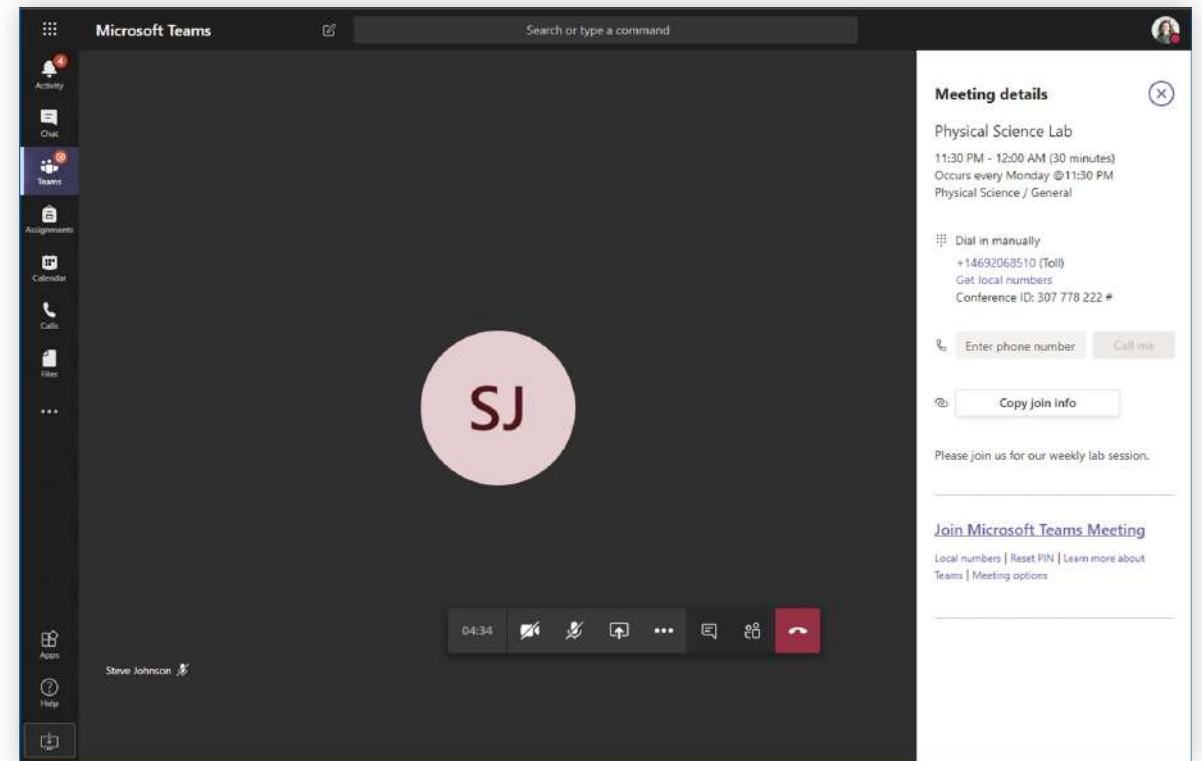 Microsoft Teams
Search or type a command
4
Activity
Chat
Teams
Assignments
Calendar
Calls
Files
Apps
Help
SJ
04:34
Steve Johnson
Meeting details
Physical Science Lab
11:30 PM - 12:00 AM (30 minutes)
Occurs every Monday @11:30 PM
Physical Science / General
Dial in manually
+14692068510 (Toll)
Get local numbers
Conference ID: 307 778 222 #
Enter phone number
Call me
Copy join info
Please join us for our weekly lab session.
Join Microsoft Teams Meeting
Local numbers | Reset PIN | Learn more about
Teams | Meeting options